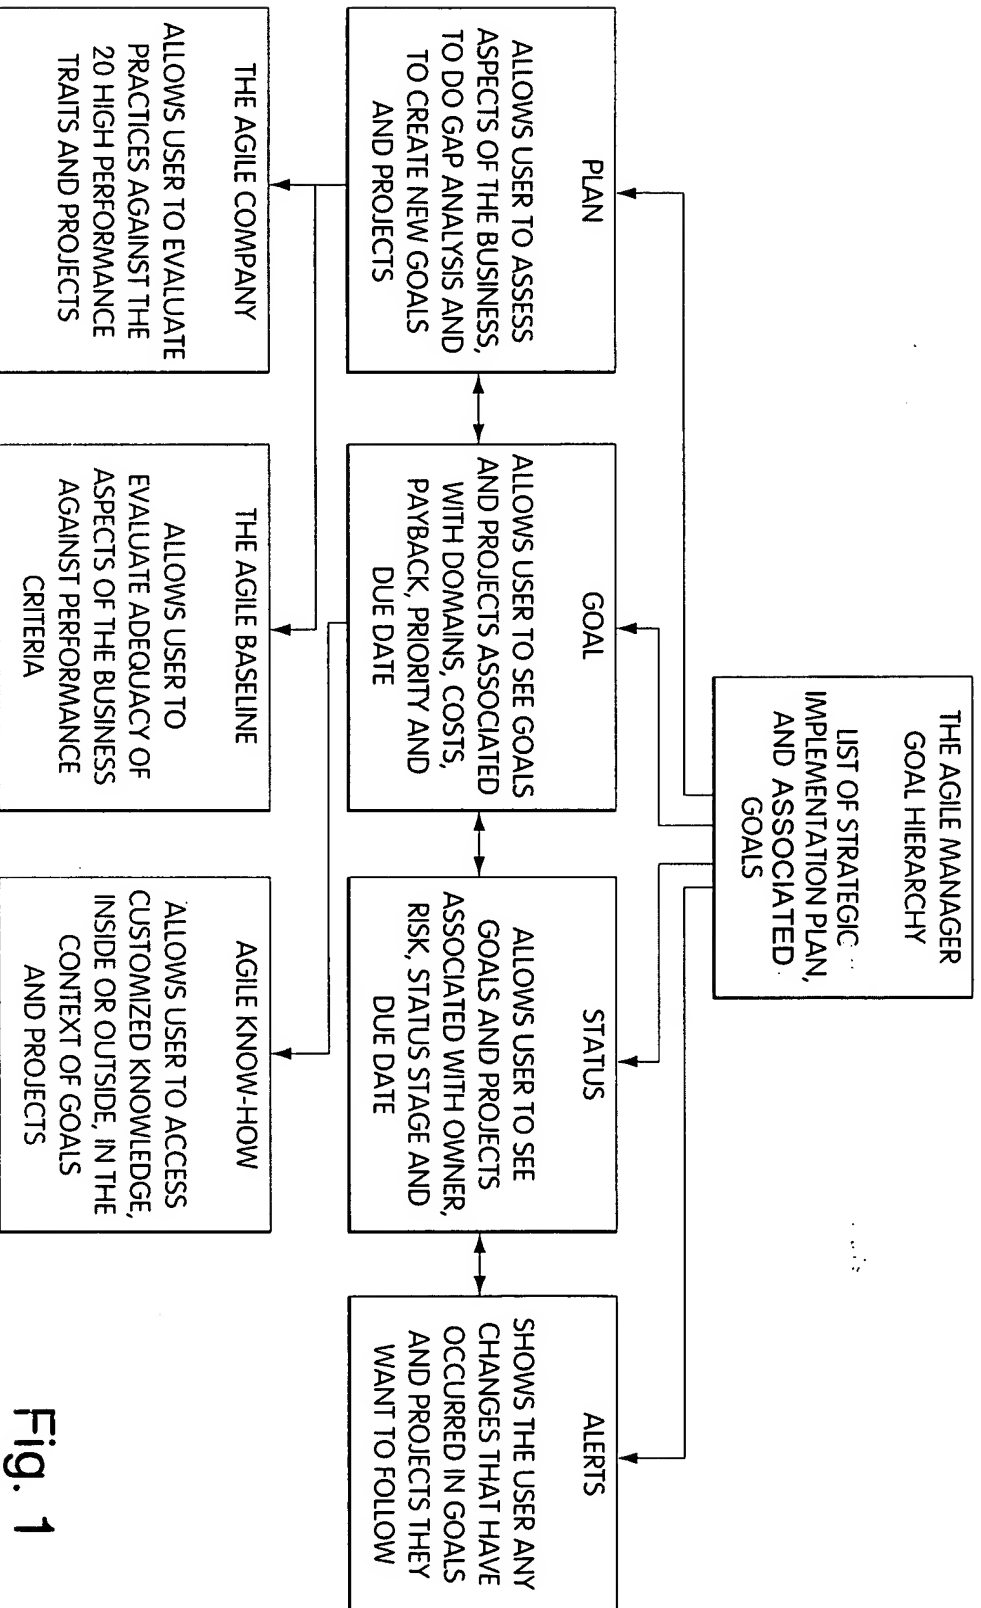 THE AGILE MANAGER
GOAL HIERARCHY
LIST OF STRATEGIC
IMPLEMENTATION PLAN,
AND ASSOCIATED
GOALS
PLAN
ALLOWS USER TO ASSESS
ASPECTS OF THE BUSINESS,
TO DO GAP ANALYSIS AND
TO CREATE NEW GOALS
AND PROJECTS
GOAL
ALLOWS USER TO SEE GOALS
AND PROJECTS ASSOCIATED
WITH DOMAINS, COSTS,
PAYBACK, PRIORITY AND
DUE DATE
STATUS
ALLOWS USER TO SEE
GOALS AND PROJECTS
ASSOCIATED WITH OWNER,
RISK, STATUS STAGE AND
DUE DATE
ALERTS
SHOWS THE USER ANY
CHANGES THAT HAVE
OCCURRED IN GOALS
AND PROJECTS THEY
WANT TO FOLLOW
THE AGILE COMPANY
ALLOWS USER TO EVALUATE
PRACTICES AGAINST THE
20 HIGH PERFORMANCE
TRAITS AND PROJECTS
THE AGILE BASELINE
ALLOWS USER TO
EVALUATE ADEQUACY OF
ASPECTS OF THE BUSINESS
AGAINST PERFORMANCE
CRITERIA
AGILE KNOW-HOW
ALLOWS USER TO ACCESS
CUSTOMIZED KNOWLEDGE,
INSIDE OR OUTSIDE, IN THE
CONTEXT OF GOALS
AND PROJECTS
Fig. 1